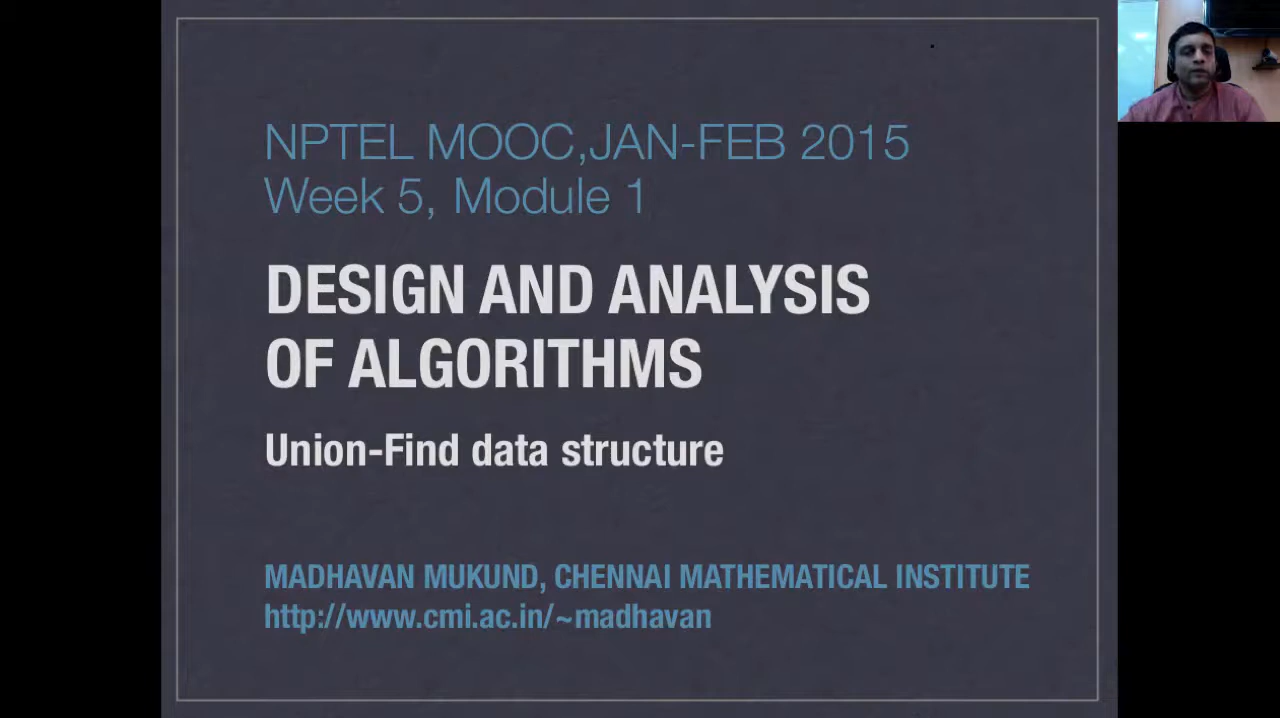 NPTEL MOOC,JAN-FEB 2015
Week 5, Module 1
DESIGN AND ANALYSIS
OF ALGORITHMS
Union-Find data structure
MADHAVAN MUKUND, CHENNAI MATHEMATICAL INSTITUTE
http://www.cmi.ac.in/~madhavan